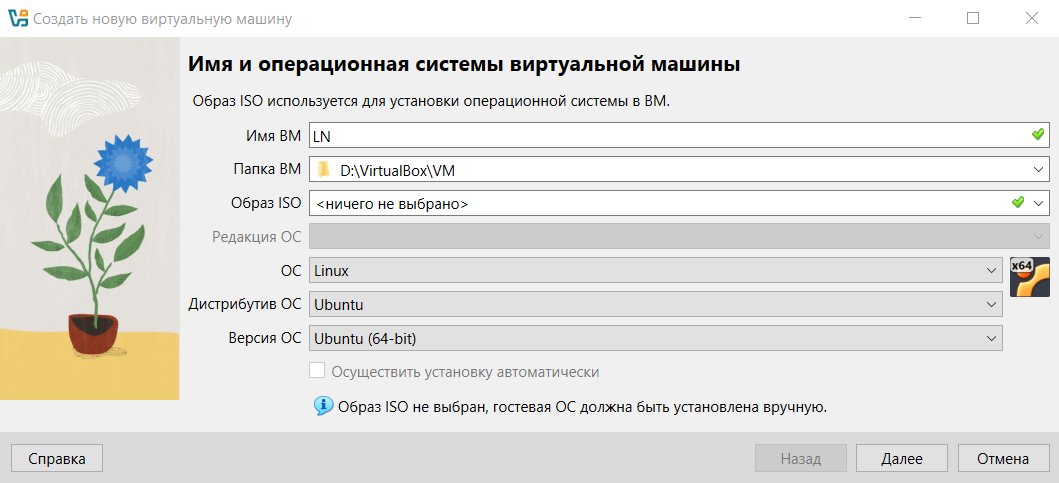 Создать новую виртуальную машину
Имя и операционная системы виртуальной машины
Образ ISO используется для установки операционной системы в ВМ.
Имя ВМ LN
Папка ВМ D:\VirtualBox\VM
Образ ISO <ничего не выбрано>
Редакция ОС
ОС Linux
x64
Дистрибутив ОС Ubuntu
Версия ОС Ubuntu (64-bit)
Осуществить установку автоматически
Образ ISO не выбран, гостевая ОС должна быть установлена вручную.
Справка Назад Далее Отмена